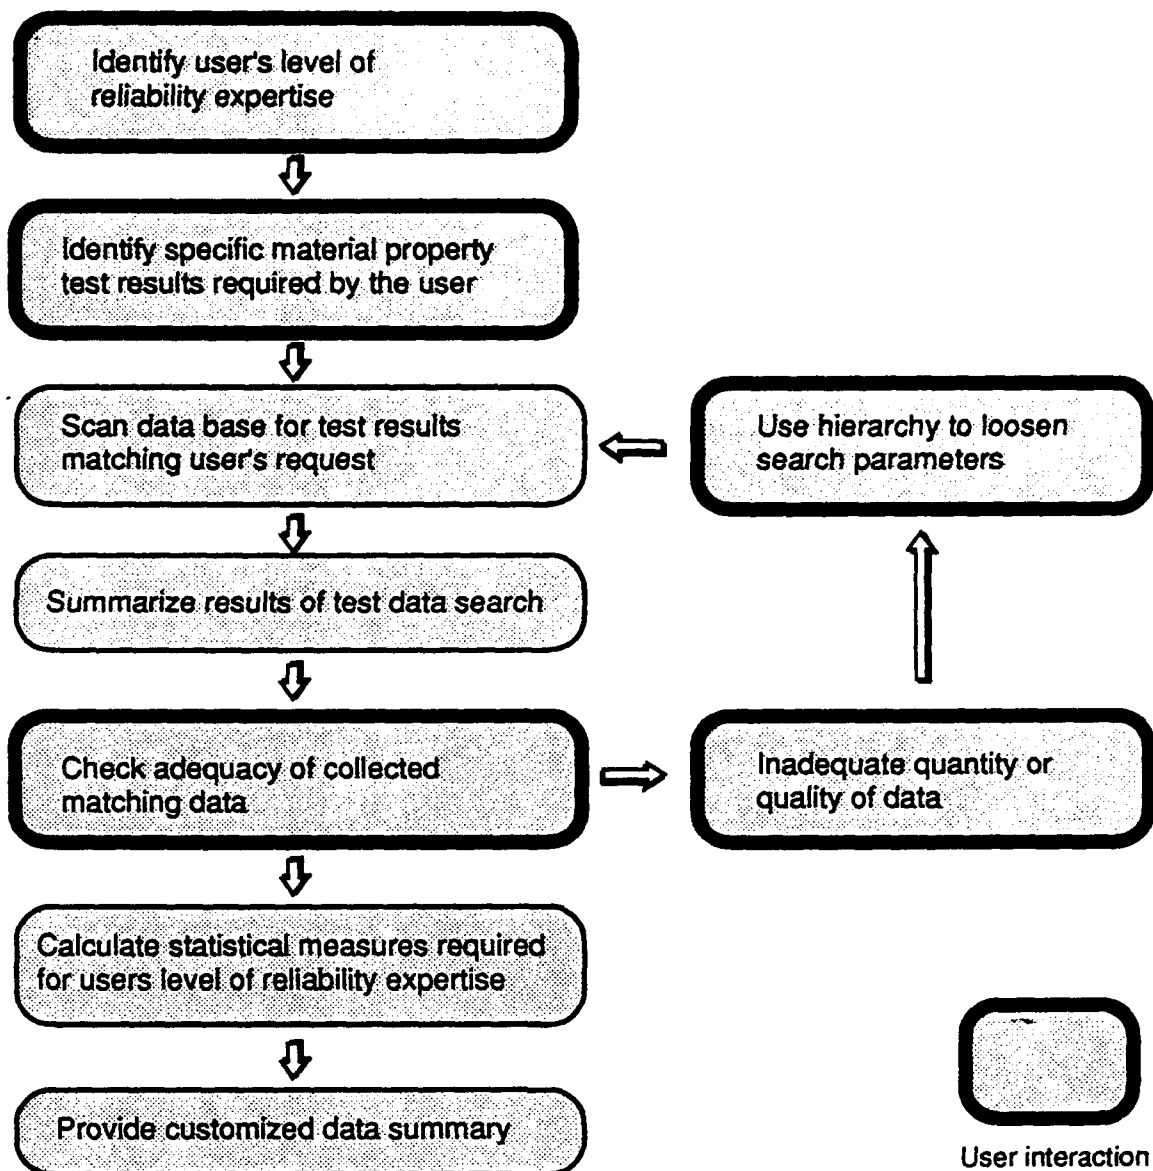 Identify user's level of
reliability expertise
Identify specific material property
test results required by the user
Scan data base for test results
matching user's request
Use hierarchy to loosen
search parameters
Summarize results of test data search
Check adequacy of collected
matching data
Inadequate quantity or
quality of data
Calculate statistical measures required
for users level of reliability expertise
Provide customized data summary
User interaction